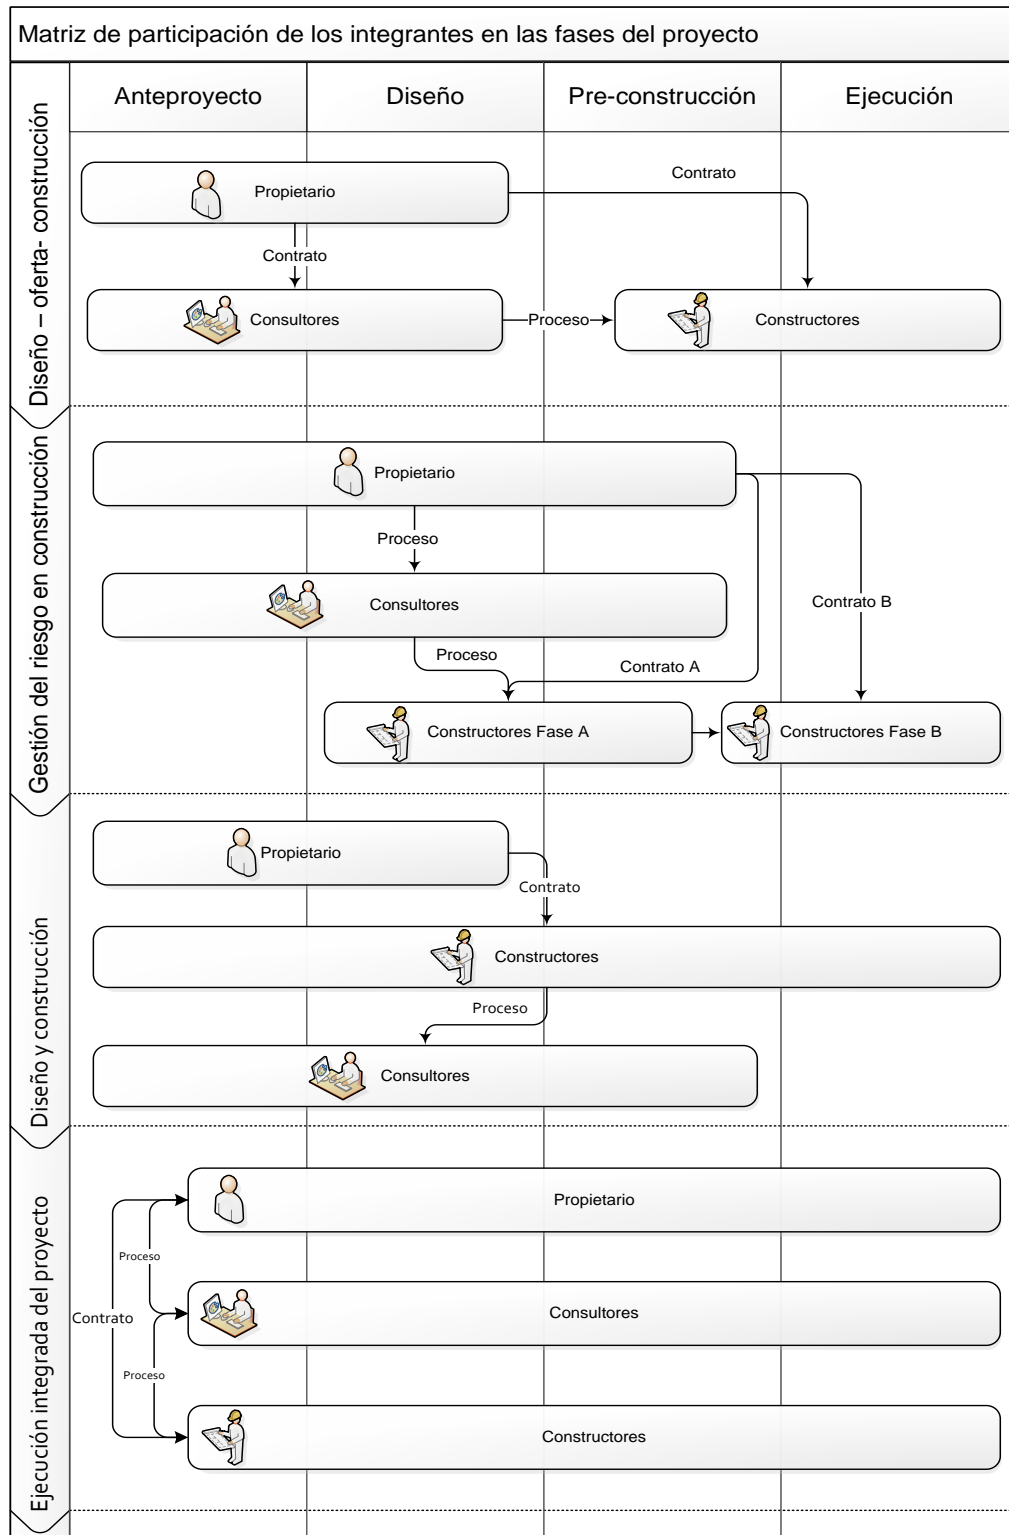 Matriz de participación de los integrantes en las fases del proyecto
Anteproyecto
Diseño
Pre-construcción
Ejecución
Diseño – oferta- construcción
Propietario
Contrato
Contrato
Consultores
Proceso
Constructores
Gestión del riesgo en construcción
Propietario
Proceso
Consultores
Contrato B
Proceso
Contrato A
Constructores Fase A
Constructores Fase B
Diseño y construcción
Propietario
Contrato
Constructores
Proceso
Consultores
Ejecución integrada del proyecto
Propietario
Proceso
Contrato
Consultores
Proceso
Constructores